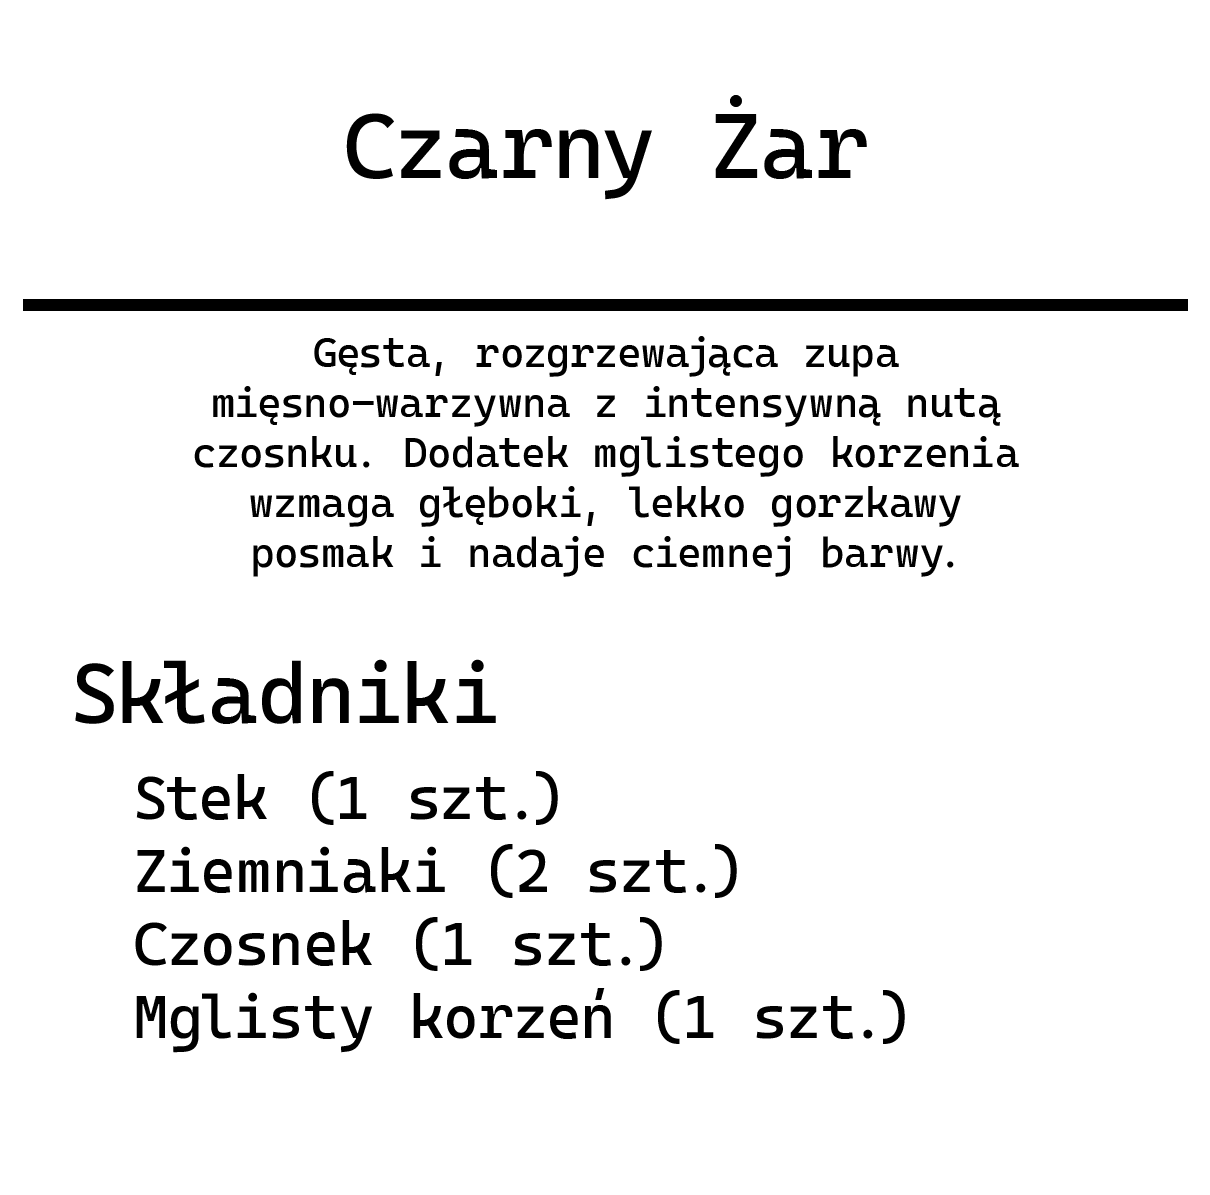 Czarny Żar
Gęsta, rozgrzewająca zupa
mięsno-warzywna z intensywną nutą
czosnku. Dodatek mglistego korzenia
wzmaga głęboki, lekko gorzkawy
posmak i nadaje ciemnej barwy.
Składniki
Stek (1 szt.)
Ziemniaki (2 szt.)
Czosnek (1 szt.)
Mglisty korzeń (1 szt.)